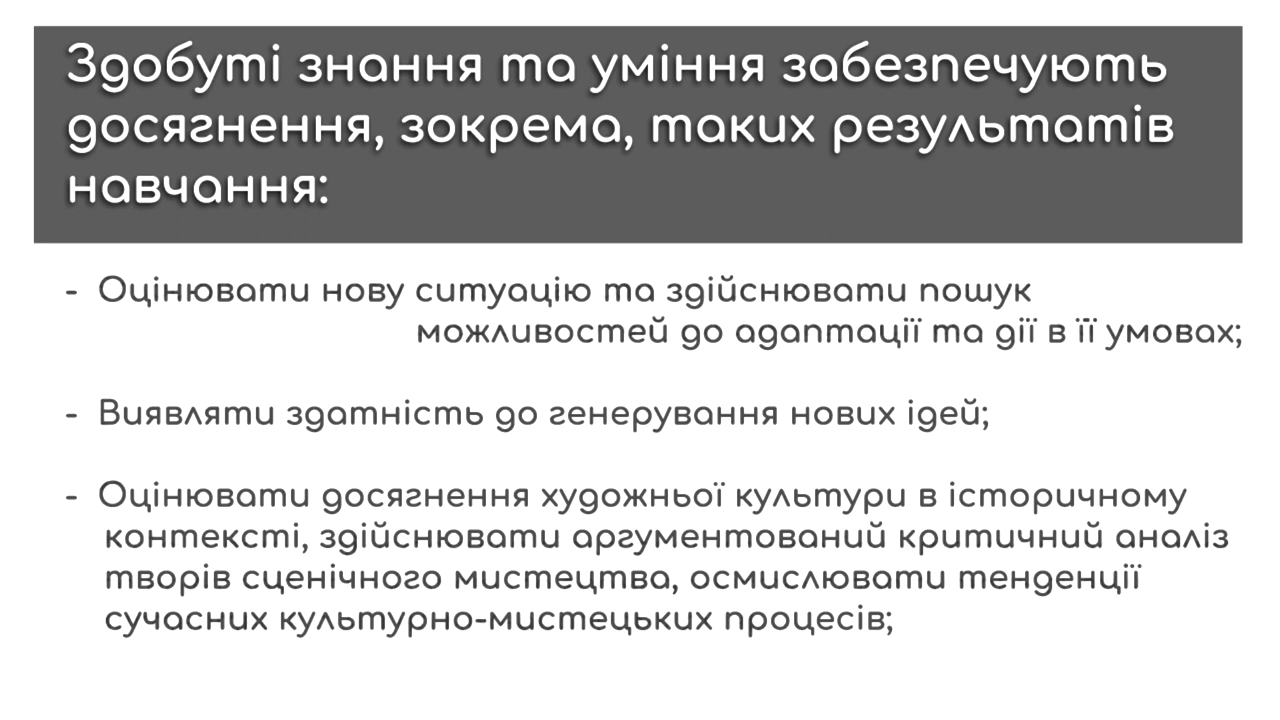 Здобуті знання та уміння забезпечують
досягнення, зокрема, таких результатів
навчання:
- Оцінювати нову ситуацію та здійснювати пошук
можливостей до адаптації та дії в її умовах;
- Виявляти здатність до генерування нових ідей;
- Оцінювати досягнення художньої культури в історичному
контексті, здійснювати аргументований критичний аналіз
творів сценічного мистецтва, осмислювати тенденції
сучасних культурно-мистецьких процесів;